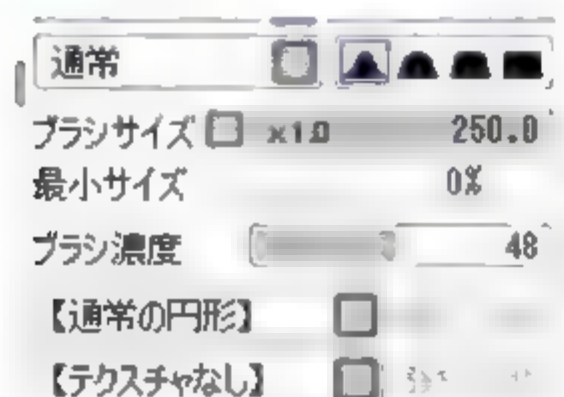 通常
ブラシサイズ x1.0 250.0
最小サイズ 0%
ブラシ濃度 48
【通常の円形】
【テクスチャなし】